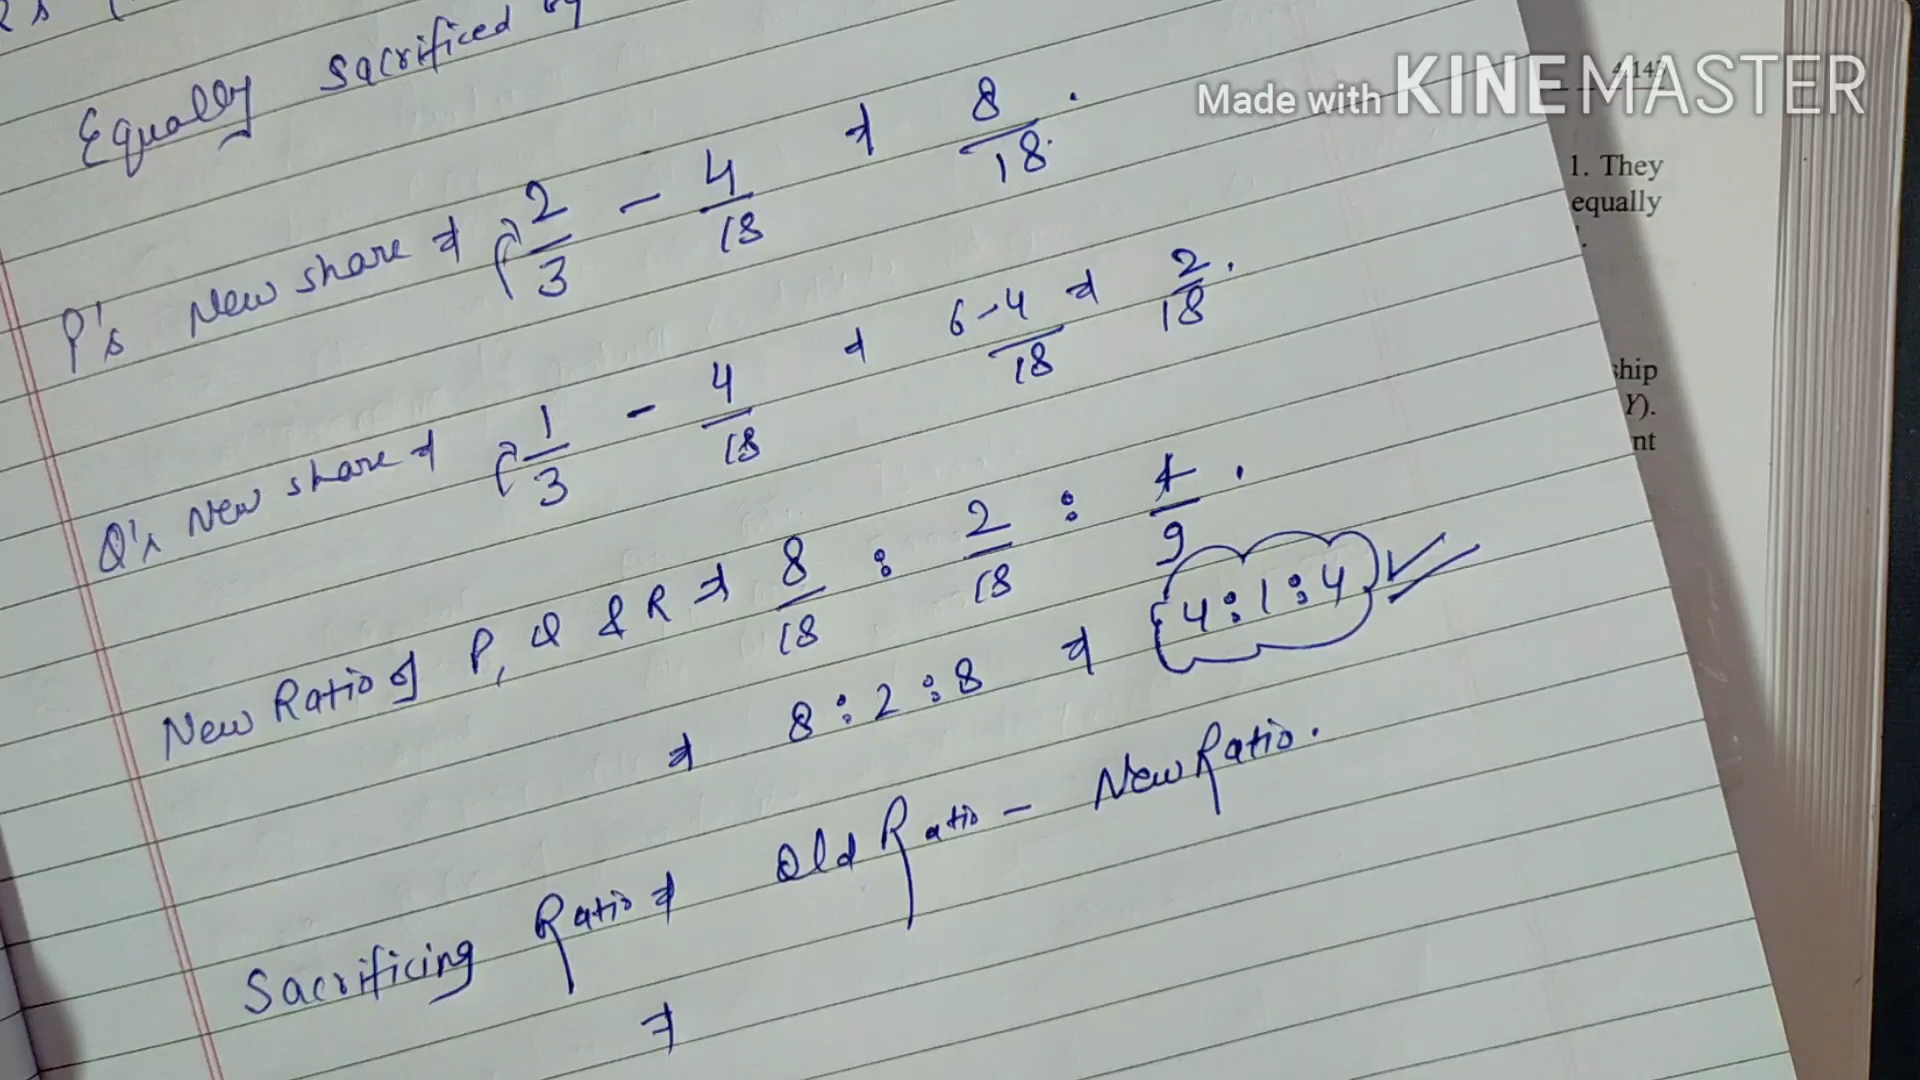 Equally sacrificed by
P's New share ⇒ 2/3 - 4/18 ⇒ 8/18.
Q's New share ⇒ 1/3 - 4/18 ⇒ 6-4/18 ⇒ 2/18.
New Ratio of P, Q & R ⇒ 8/18 : 2/18 : 4/9.
⇒ 8:2:8 ⇒ 4:1:4
Sacrificing Ratio ⇒ Old Ratio - New Ratio.
⇒
Made with KINEMASTER
1. They
equally
ship
Y).
nt